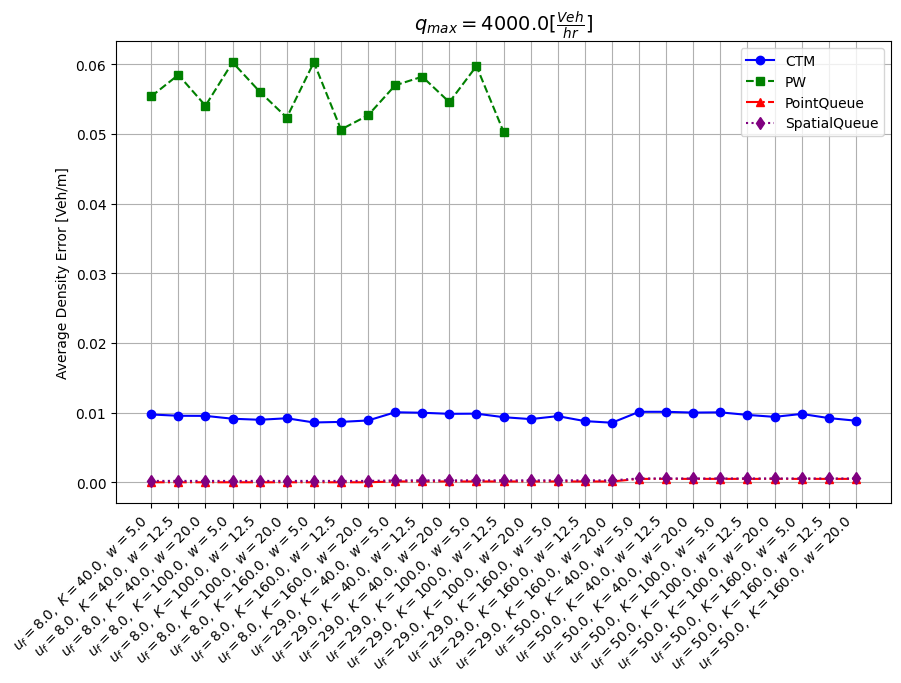 q_max = 4000.0[Veh/hr]
CTM
PW
PointQueue
SpatialQueue
Average Density Error [Veh/m]
0.06
0.05
0.04
0.03
0.02
0.01
0.00
u_f = 8.0, K = 40.0, w = 5.0
u_f = 8.0, K = 40.0, w = 12.5
u_f = 8.0, K = 40.0, w = 20.0
u_f = 8.0, K = 100.0, w = 5.0
u_f = 8.0, K = 100.0, w = 12.5
u_f = 8.0, K = 100.0, w = 20.0
u_f = 8.0, K = 160.0, w = 5.0
u_f = 8.0, K = 160.0, w = 12.5
u_f = 8.0, K = 160.0, w = 20.0
u_f = 29.0, K = 40.0, w = 5.0
u_f = 29.0, K = 40.0, w = 12.5
u_f = 29.0, K = 40.0, w = 20.0
u_f = 29.0, K = 100.0, w = 5.0
u_f = 29.0, K = 100.0, w = 12.5
u_f = 29.0, K = 100.0, w = 20.0
u_f = 29.0, K = 160.0, w = 5.0
u_f = 29.0, K = 160.0, w = 12.5
u_f = 29.0, K = 160.0, w = 20.0
u_f = 50.0, K = 40.0, w = 5.0
u_f = 50.0, K = 40.0, w = 12.5
u_f = 50.0, K = 40.0, w = 20.0
u_f = 50.0, K = 100.0, w = 5.0
u_f = 50.0, K = 100.0, w = 12.5
u_f = 50.0, K = 100.0, w = 20.0
u_f = 50.0, K = 160.0, w = 5.0
u_f = 50.0, K = 160.0, w = 12.5
u_f = 50.0, K = 160.0, w = 20.0